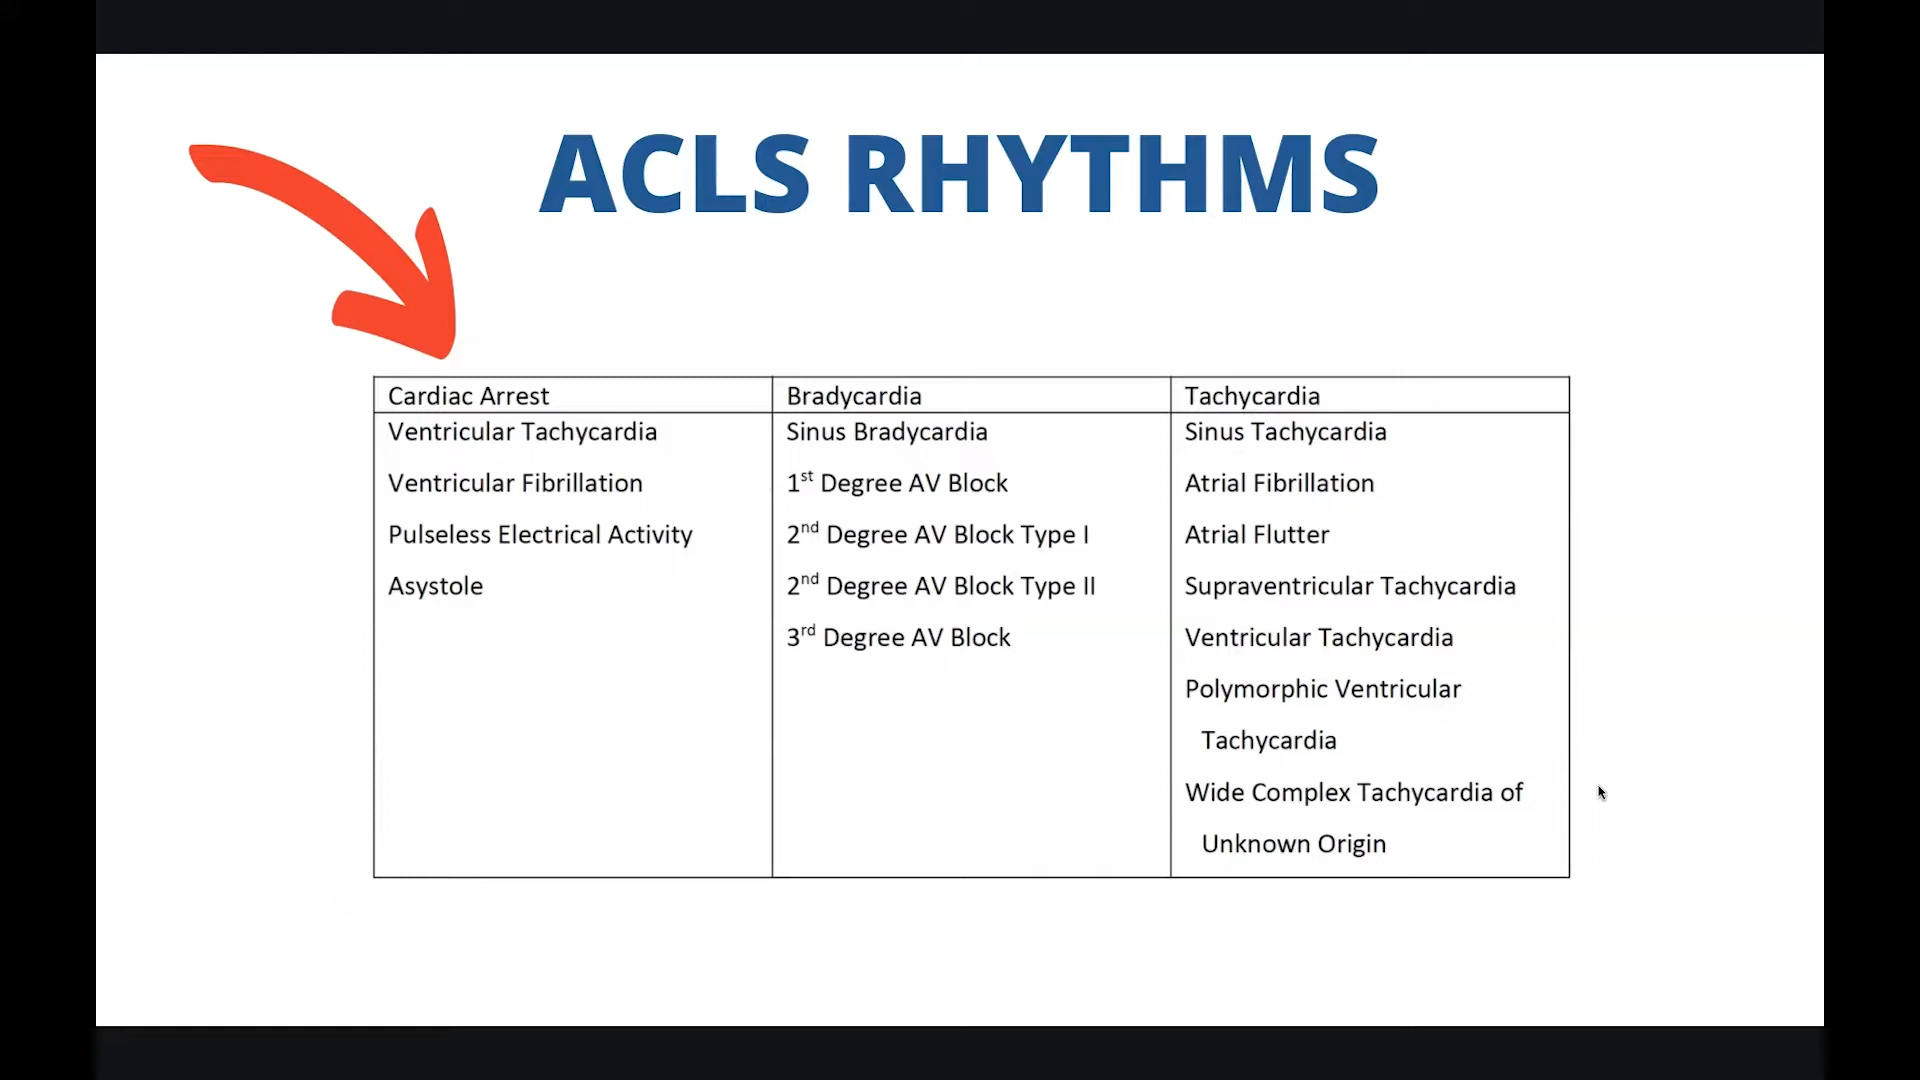 ACLS RHYTHMS
Cardiac Arrest
Bradycardia
Tachycardia
Ventricular Tachycardia
Ventricular Fibrillation
Pulseless Electrical Activity
Asystole
Sinus Bradycardia
1st Degree AV Block
2nd Degree AV Block Type I
2nd Degree AV Block Type II
3rd Degree AV Block
Sinus Tachycardia
Atrial Fibrillation
Atrial Flutter
Supraventricular Tachycardia
Ventricular Tachycardia
Polymorphic Ventricular
Tachycardia
Wide Complex Tachycardia of
Unknown Origin